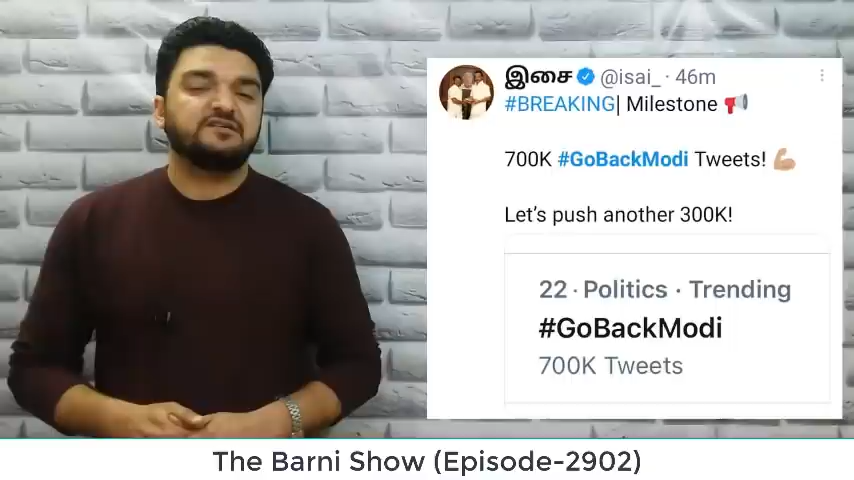 இசை @isai_ · 46m
#BREAKING| Milestone 📢
700K #GoBackModi Tweets! 💪🏼
Let's push another 300K!
22 · Politics · Trending
#GoBackModi
700K Tweets
The Barni Show (Episode-2902)